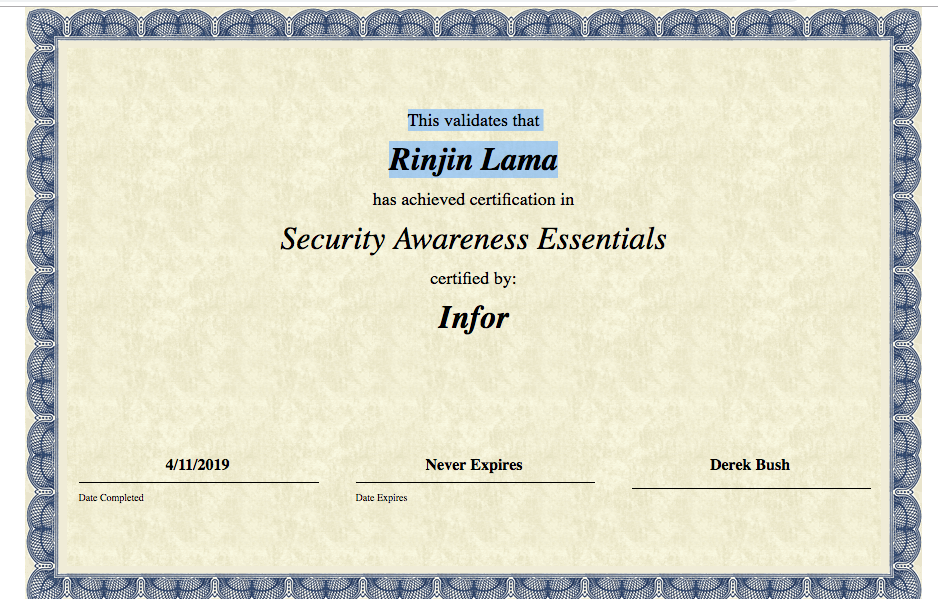 This validates that
Rinjin Lama
has achieved certification in
Security Awareness Essentials
certified by:
Infor
4/11/2019
Never Expires
Derek Bush
Date Completed
Date Expires